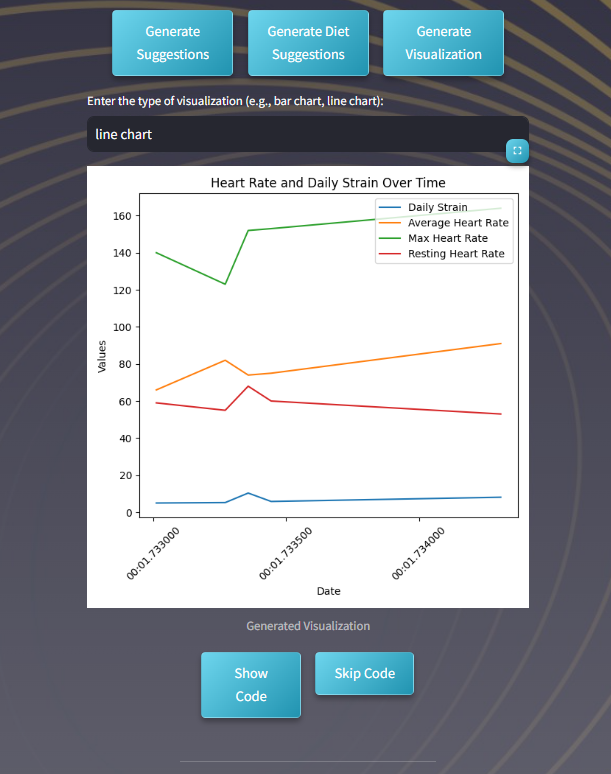 Generate
Suggestions
Generate Diet
Suggestions
Generate
Visualization
Enter the type of visualization (e.g., bar chart, line chart):
line chart
Heart Rate and Daily Strain Over Time
Daily Strain
Average Heart Rate
Max Heart Rate
Resting Heart Rate
Values
160
140
120
100
80
60
40
20
0
00:01.733000
00:01.733500
00:01.734000
Date
Generated Visualization
Show
Code
Skip Code